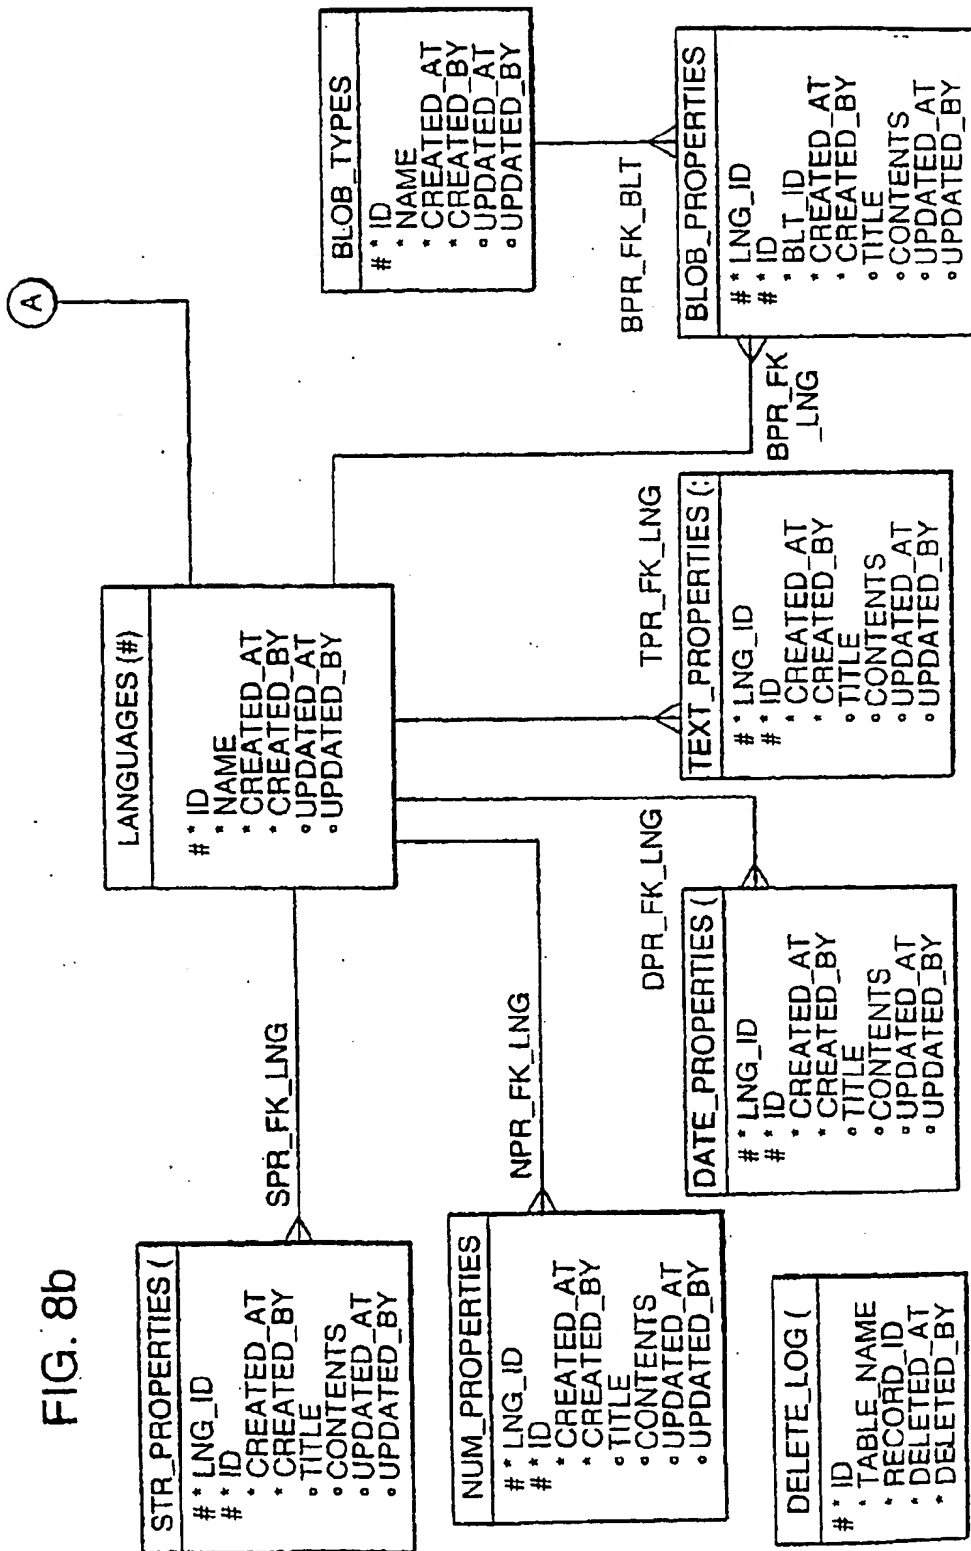 FIG. 8b
A
STR_PROPERTIES (
# * LNG_ID
# * ID
* CREATED_AT
* CREATED_BY
o TITLE
o CONTENTS
o UPDATED_AT
o UPDATED_BY
SPR_FK_LNG
LANGUAGES (#)
# * ID
* NAME
* CREATED_AT
* CREATED_BY
o UPDATED_AT
o UPDATED_BY
BLOB_TYPES
# * ID
* NAME
* CREATED_AT
* CREATED_BY
o UPDATED_AT
o UPDATED_BY
NUM_PROPERTIES
# * LNG_ID
# * ID
* CREATED_AT
* CREATED_BY
o TITLE
o CONTENTS
o UPDATED_AT
o UPDATED_BY
NPR_FK_LNG
BPR_FK_BLT
DELETE_LOG (
# * ID
* TABLE_NAME
* RECORD_ID
* DELETED_AT
* DELETED_BY
DPR_FK_LNG
DATE_PROPERTIES (
# * LNG_ID
# * ID
* CREATED_AT
* CREATED_BY
o TITLE
o CONTENTS
o UPDATED_AT
o UPDATED_BY
TPR_FK_LNG
TEXT_PROPERTIES (:
# * LNG_ID
# * ID
* CREATED_AT
* CREATED_BY
o TITLE
o CONTENTS
o UPDATED_AT
o UPDATED_BY
BPR_FK
_LNG
BLOB_PROPERTIES
# * LNG_ID
# * ID
* BLT_ID
* CREATED_AT
* CREATED_BY
o TITLE
o CONTENTS
o UPDATED_AT
o UPDATED_BY